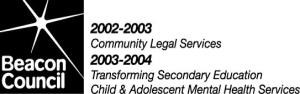 Beacon
Council
2002-2003
Community Legal Services
2003-2004
Transforming Secondary Education
Child & Adolescent Mental Health Services